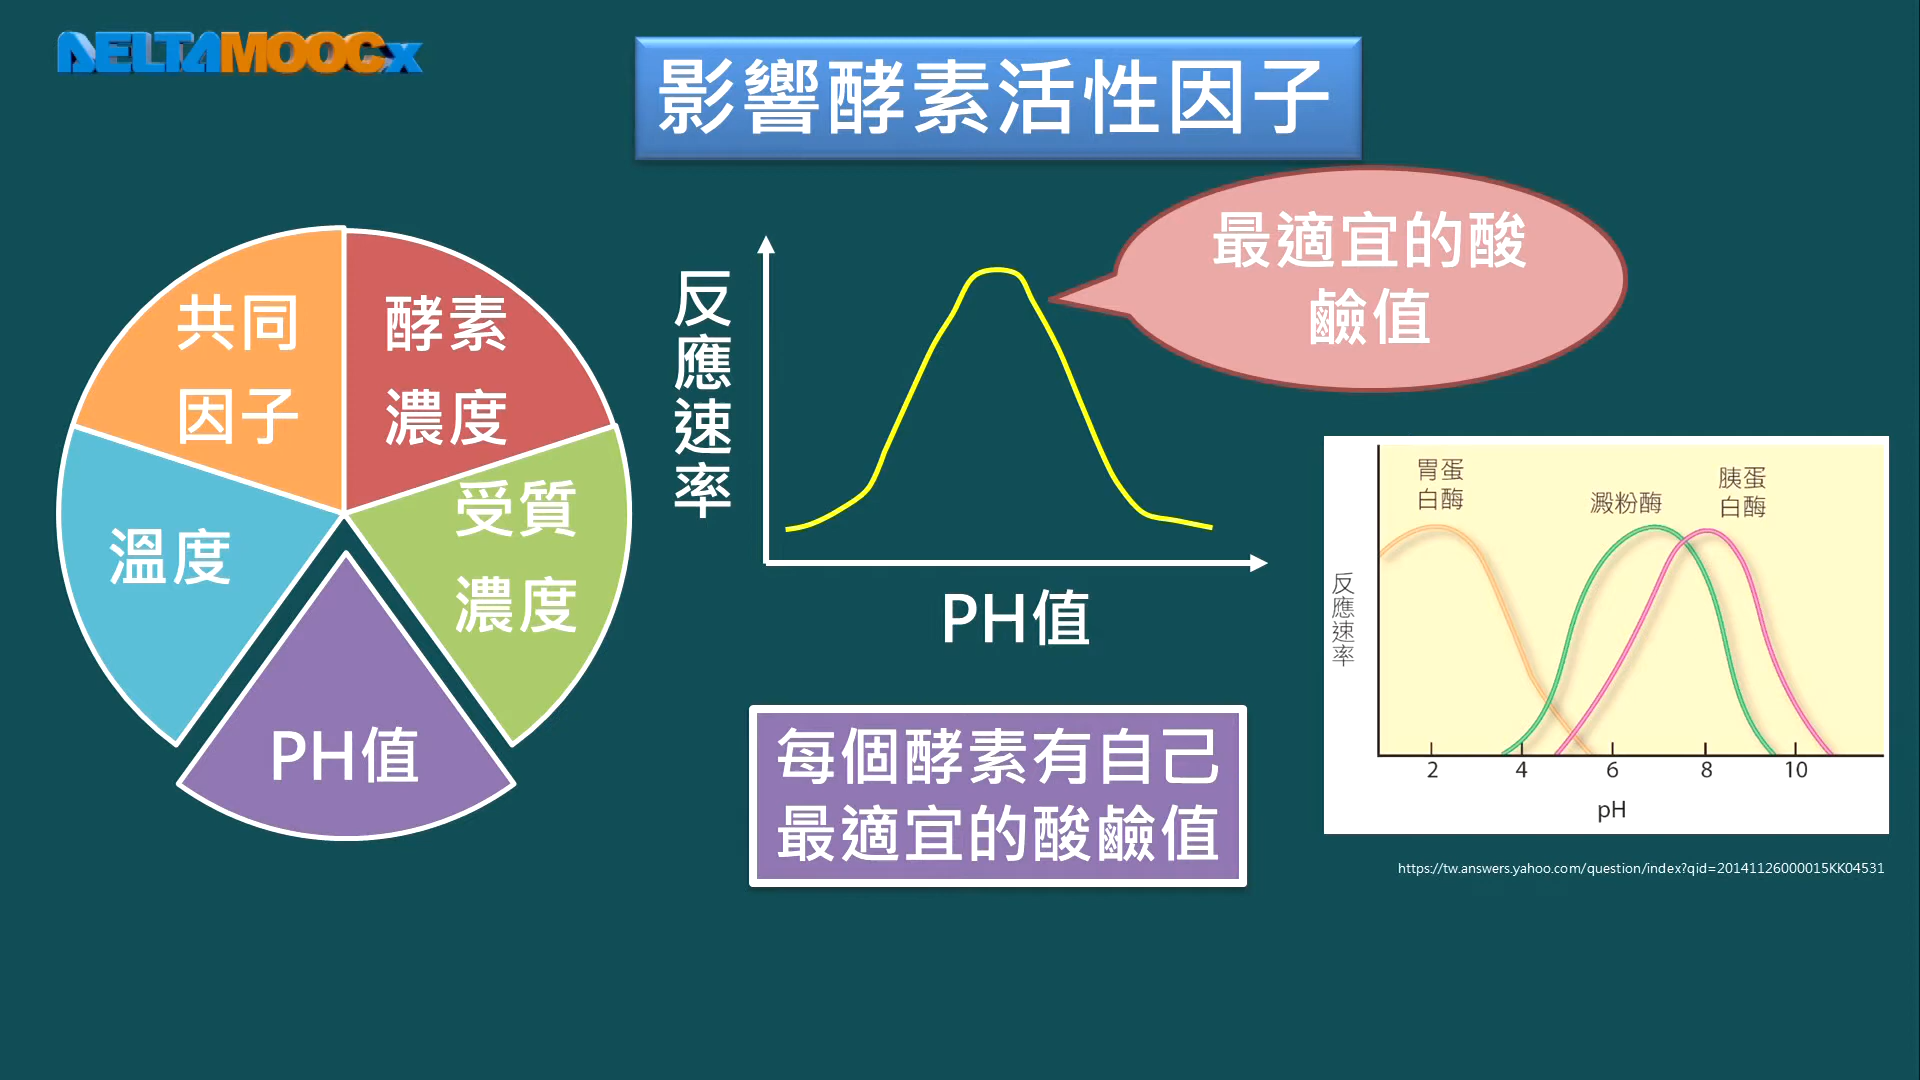 DELTAMOOCx
影響酵素活性因子
最適宜的酸
鹼值
共同
因子
酵素
濃度
溫度
受質
濃度
PH值
反應速率
PH值
每個酵素有自己
最適宜的酸鹼值
胃蛋
白酶
澱粉酶
胰蛋
白酶
反應速率
2 4 6 8 10
pH
https://tw.answers.yahoo.com/question/index?qid=20141126000015KK04531